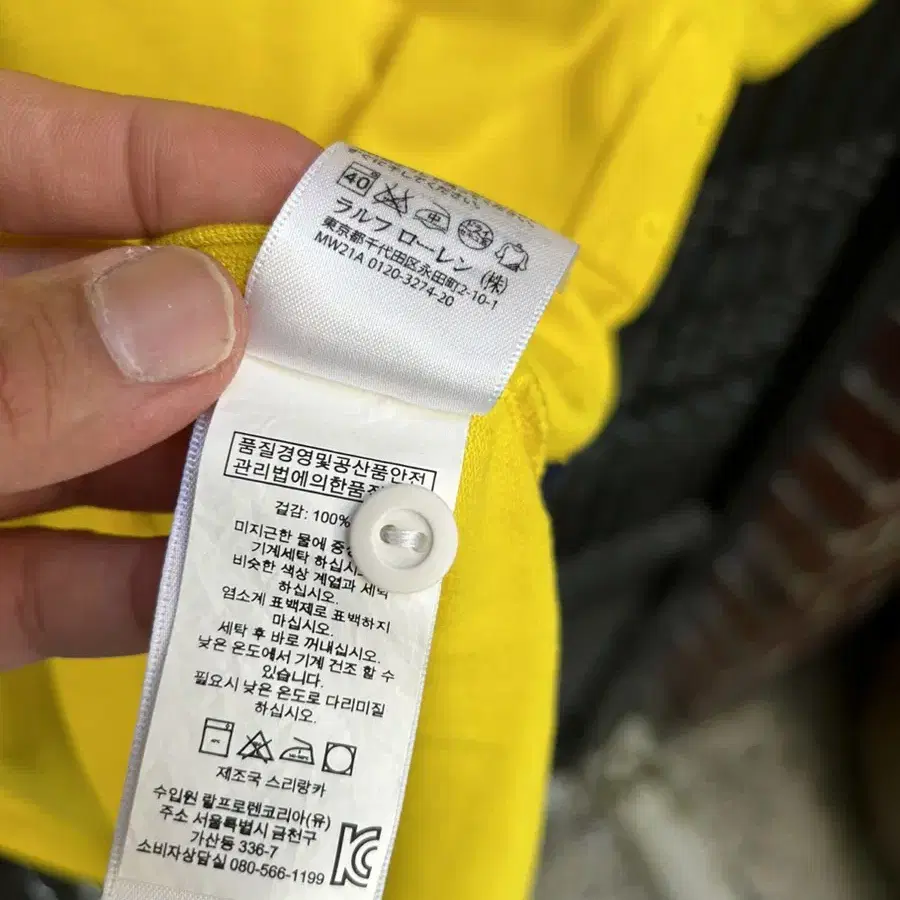 40
中
ラルフ ローレン (株)
東京都千代田区永田町2-10-1
MW21A 0120-3274-20
품질경영및공산품안전
관리법에의한품질
겉감: 100%
미지근한 물에
기계세탁 하십시오
비슷한 색상 계열과 세탁
하십시오.
염소계 표백제로 표백하지
마십시오.
세탁 후 바로 꺼내십시오.
낮은 온도에서 기계 건조 할 수
있습니다.
필요시 낮은 온도로 다리미질
하십시오.
제조국 스리랑카
수입원 랄프로렌코리아(유)
주소 서울특별시 금천구
가산동 336-7
소비자상담실 080-566-1199
KC